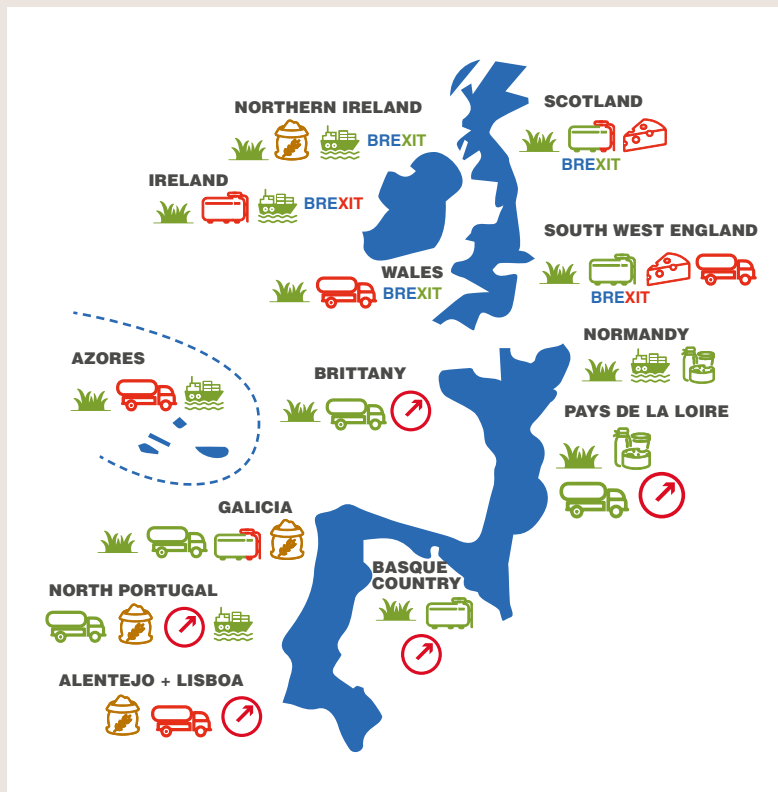 NORTHERN IRELAND
BREXIT
SCOTLAND
BREXIT
IRELAND
BREXIT
SOUTH WEST ENGLAND
BREXIT
WALES
BREXIT
NORMANDY
AZORES
BRITTANY
PAYS DE LA LOIRE
GALICIA
BASQUE
COUNTRY
NORTH PORTUGAL
ALENTEJO + LISBOA